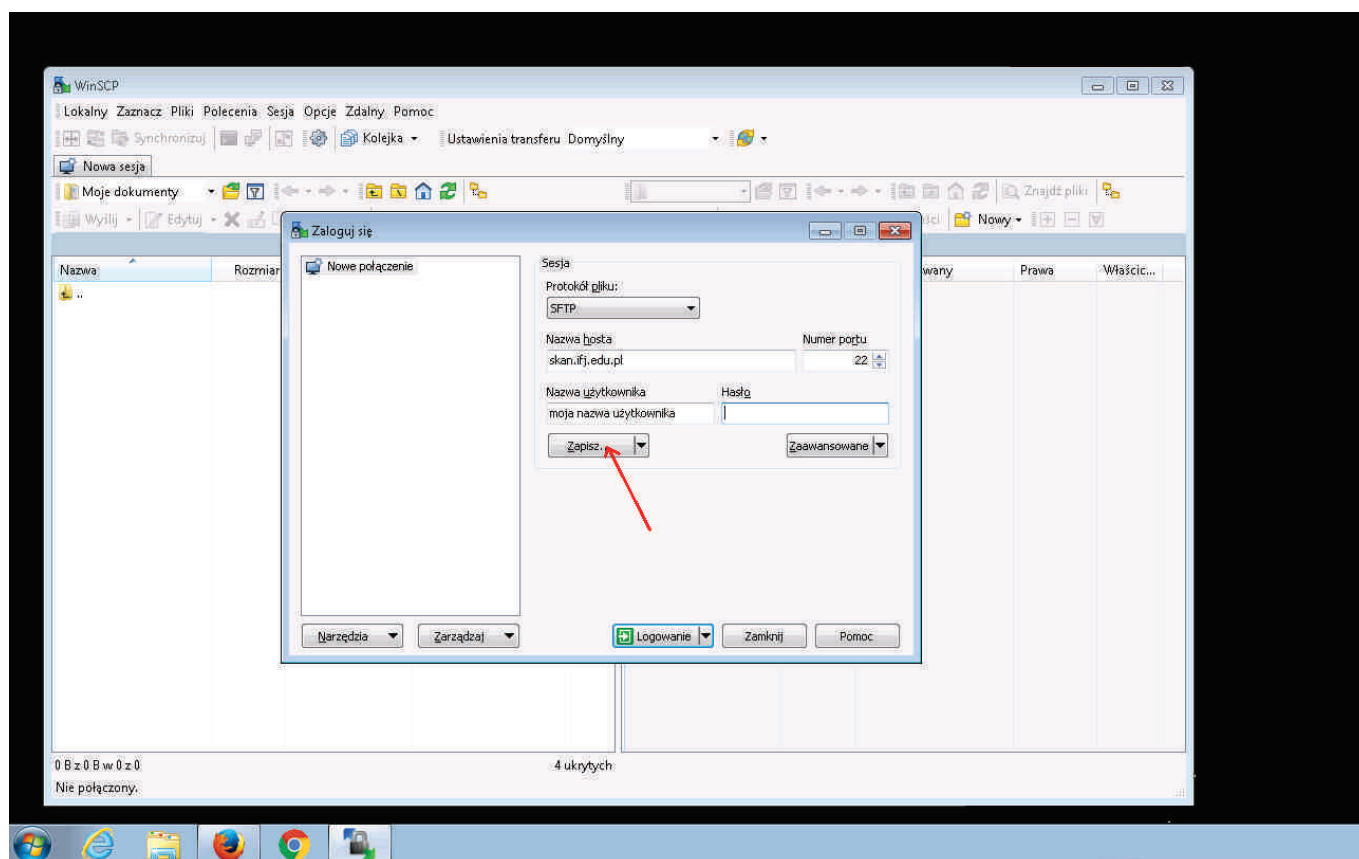 WinSCP
Lokalny Zaznacz Pliki Polecenia Sesja Opcje Zdalny Pomoc
Synchronizuj Kolejka Ustawienia transferu Domyślny
Nowa sesja
Moje dokumenty Znajdź pliki
Wyślij Edytuj Nowy
Zaloguj się
Nazwa Rozmiar wany Prawa Właścic...
..
Nowe połączenie
Sesja
Protokół pliku:
SFTP
Nazwa hosta Numer portu
skan.ifj.edu.pl 22
Nazwa użytkownika Hasło
moja nazwa użytkownika
Zapisz... Zaawansowane
Narzędzia Zarządzaj Logowanie Zamknij Pomoc
0 B z 0 B w 0 z 0 4 ukrytych
Nie połączony.